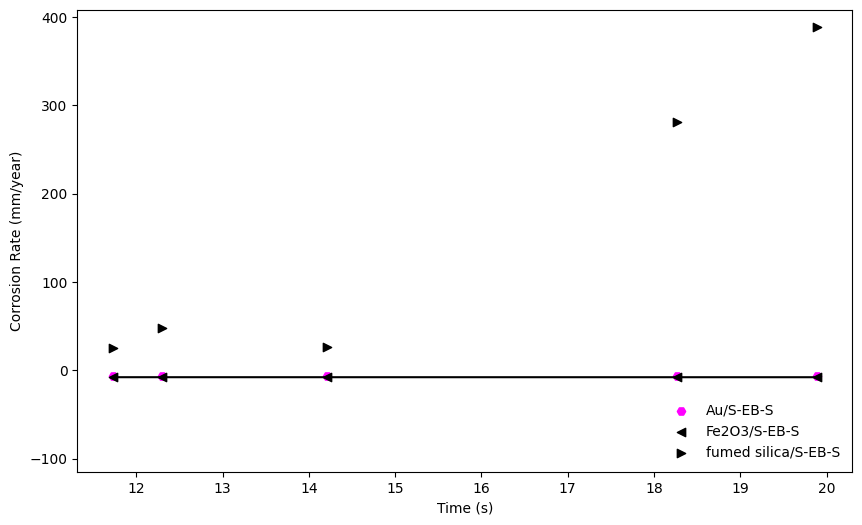 400
300
200
100
0
−100
Corrosion Rate (mm/year)
Au/S-EB-S
Fe2O3/S-EB-S
fumed silica/S-EB-S
12 13 14 15 16 17 18 19 20
Time (s)